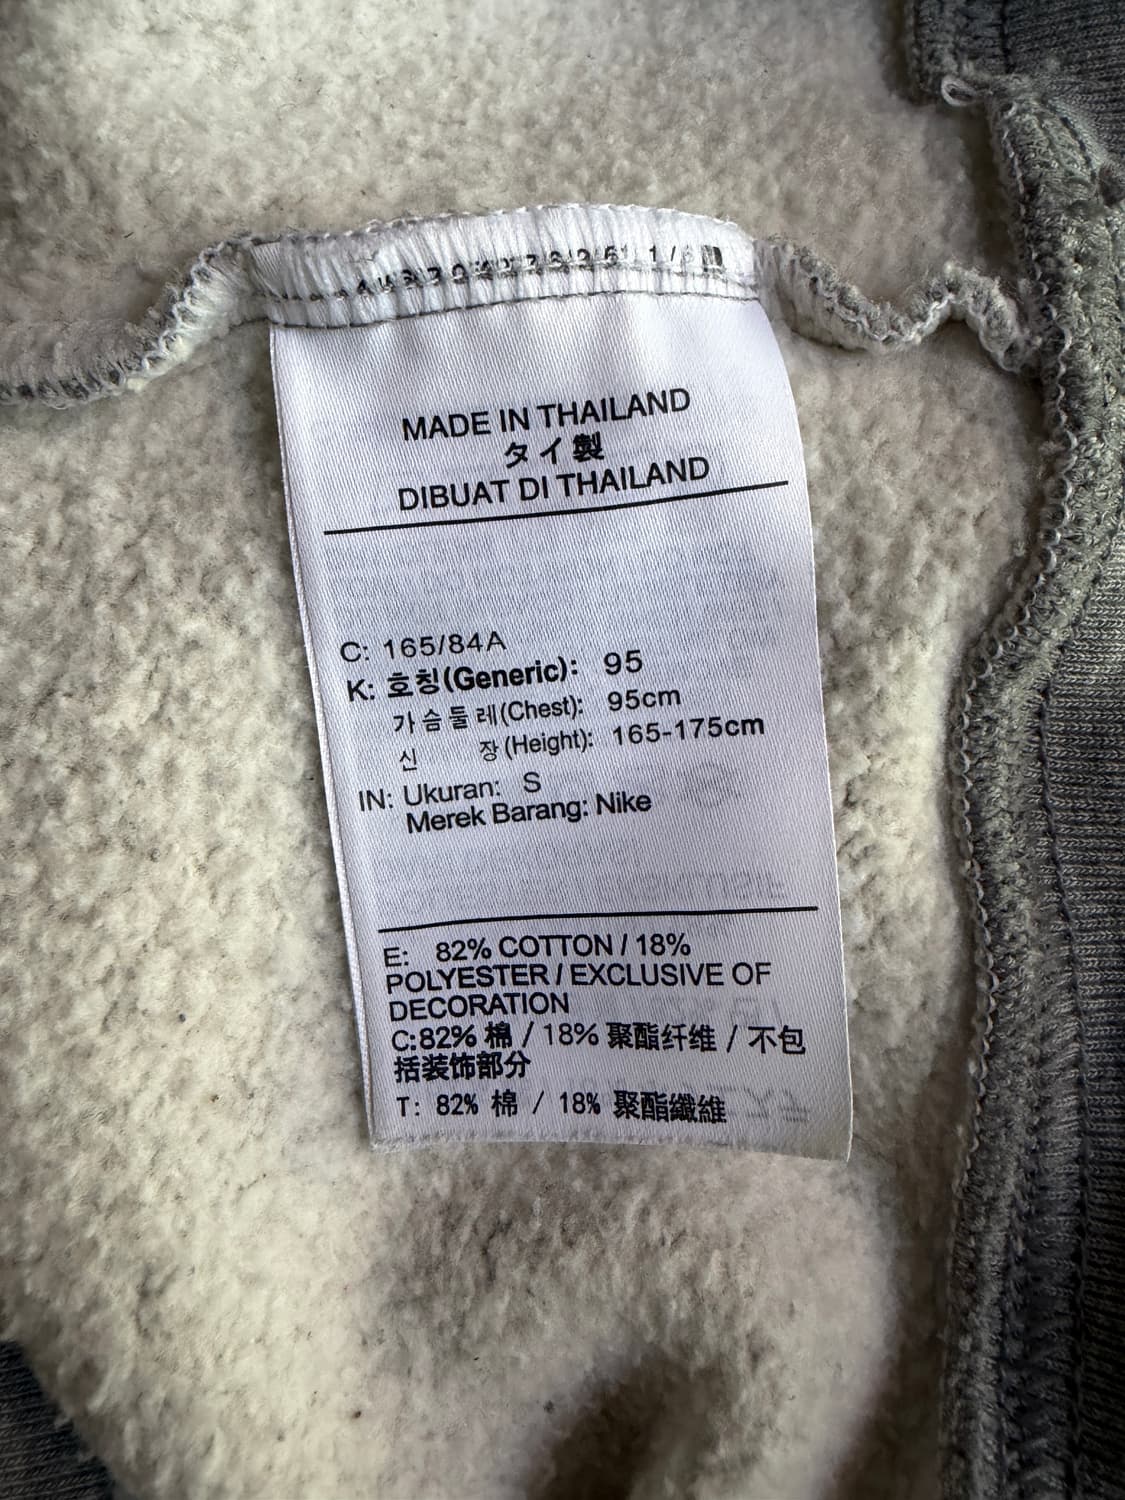 MADE IN THAILAND
タイ製
DIBUAT DI THAILAND
C: 165/84A
K: 호칭(Generic): 95
가슴둘레(Chest): 95cm
신 장(Height): 165-175cm
IN: Ukuran: S
Merek Barang: Nike
E: 82% COTTON / 18%
POLYESTER / EXCLUSIVE OF
DECORATION
C:82% 棉 / 18% 聚酯纤维 / 不包
括装饰部分
T: 82% 棉 / 18% 聚酯纖維